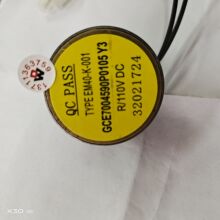 QC PASS
TYPE EM40-K-001
GCE7004590P0105 Y3
R/110V DC
32021724